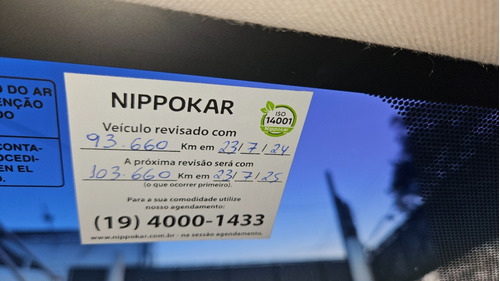 O DO AR
ENÇÃO
DO
CONTA-
OCEDI-
EN EL
O.
NIPPOKAR
ISO
14001
nippokar
Veículo revisado com
93.660 Km em 23/7/24
A próxima revisão será com
103.660 Km em 23/7/25
(o que ocorrer primeiro).
Para a sua comodidade utilize
nosso agendamento:
(19) 4000-1433
www.nippokar.com.br - na sessão agendamento.